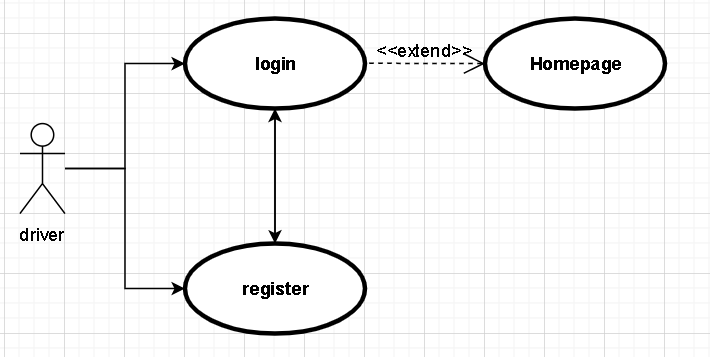 login
<<extend>>
Homepage
driver
register